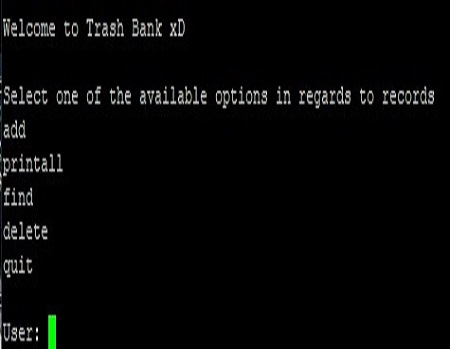 Welcome to Trash Bank xD
Select one of the available options in regards to records
add
printall
find
delete
quit
User: